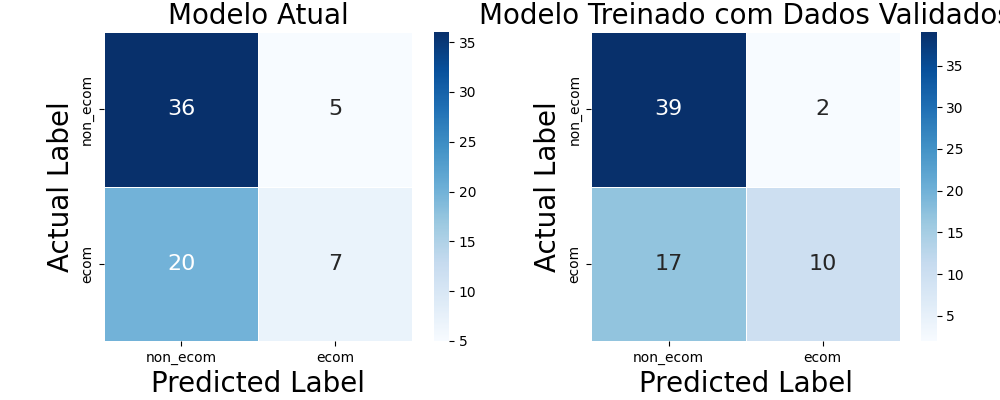 Modelo Atual
Actual Label
non_ecom
ecom
36
5
20
7
non_ecom
ecom
Predicted Label
35
30
25
20
15
10
5
Modelo Treinado com Dados Validados
Actual Label
non_ecom
ecom
39
2
17
10
non_ecom
ecom
Predicted Label
35
30
25
20
15
10
5